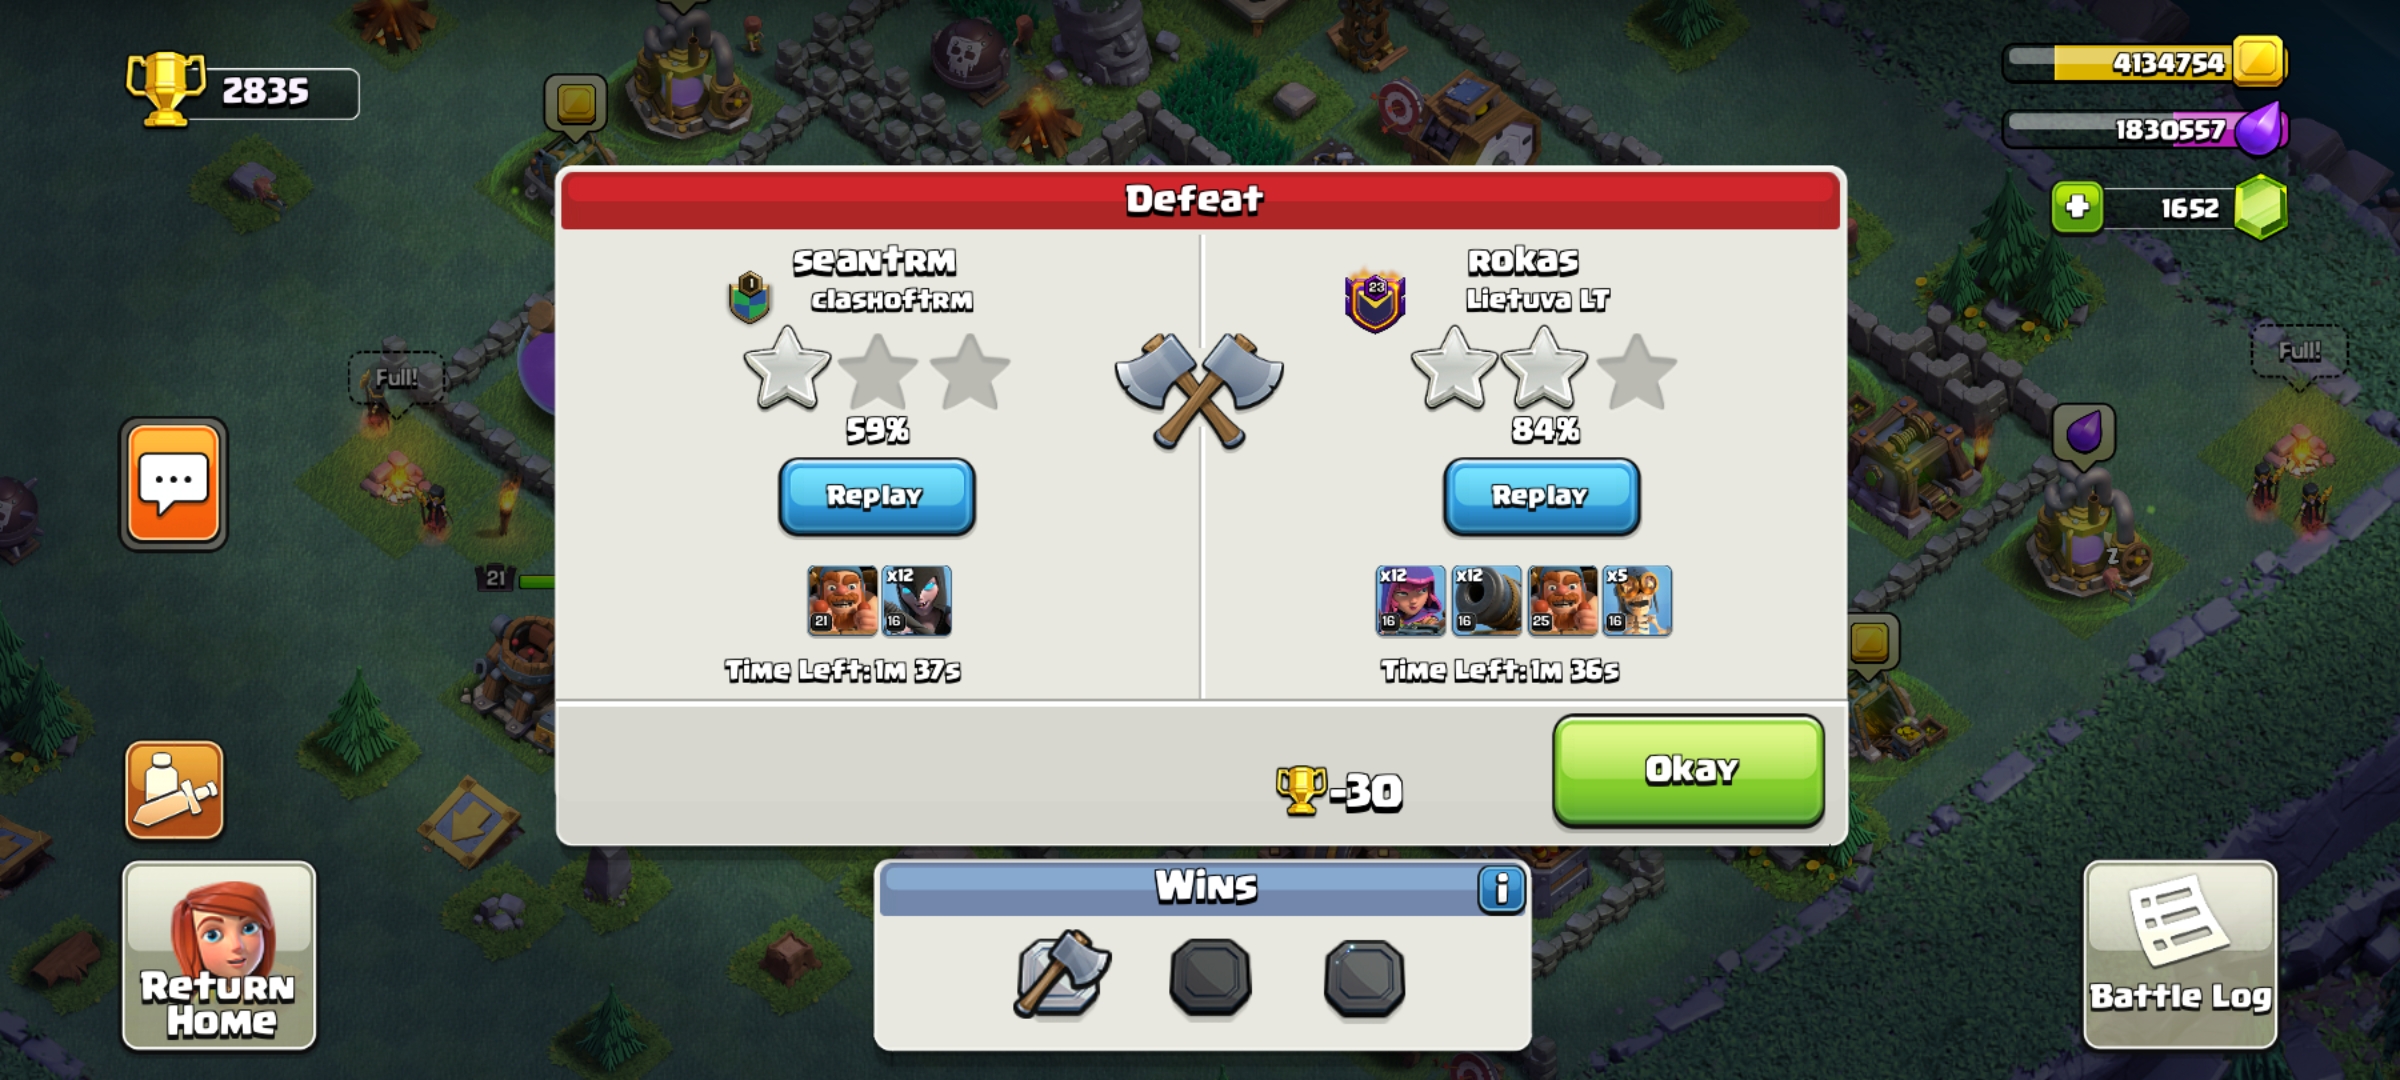 2835
4134754
1830557
1652
Defeat
seantrm
clashoftrm
1
Rokas
Lietuva LT
23
59%
84%
Full!
Full!
Replay
Replay
21
21
x12
16
x12
16
x12
16
25
x5
16
Time Left: 1m 37s
Time Left: 1m 36s
z
-30
Okay
Wins
i
Return
Home
Battle Log